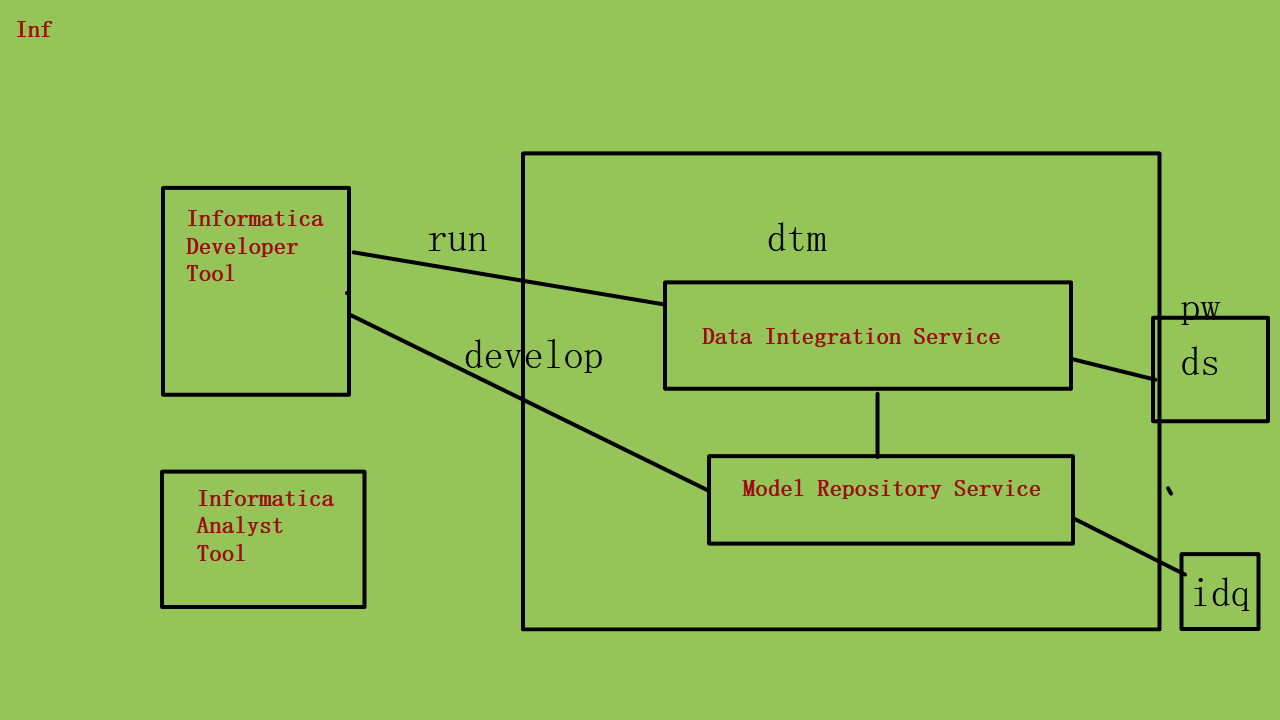 Inf
Informatica
Developer
Tool
run
develop
dtm
Data Integration Service
Model Repository Service
pw
ds
idq
Informatica
Analyst
Tool